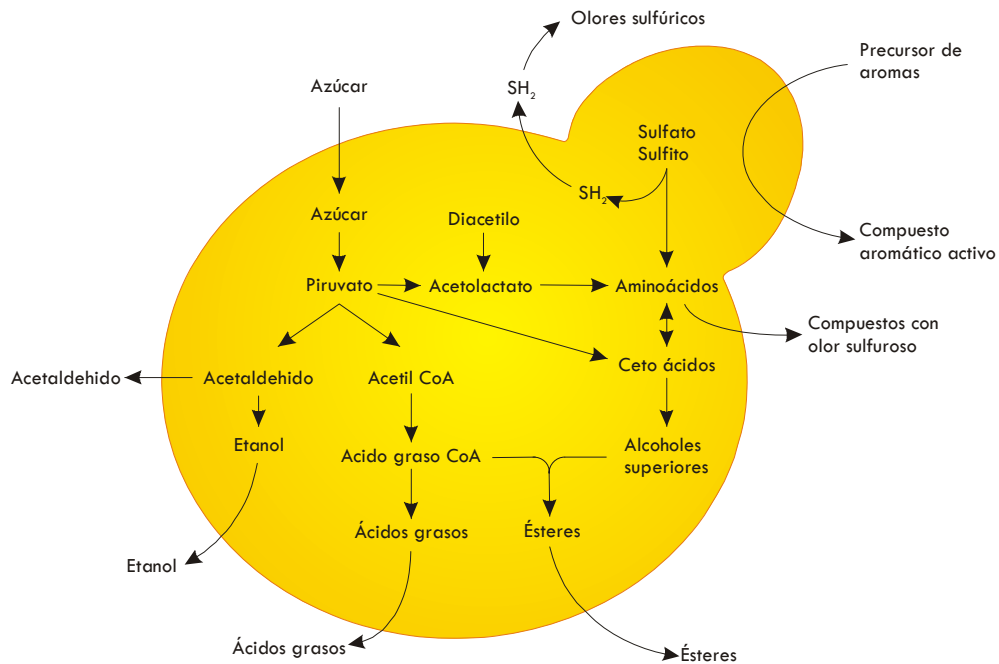 Olores sulfúricos
Precursor de
aromas
Azúcar
SH₂
Sulfato
Sulfito
SH₂
Azúcar
Diacetilo
Compuesto
aromático activo
Piruvato
Acetolactato
Aminoácidos
Compuestos con
olor sulfuroso
Ceto ácidos
Acetaldehido
Acetaldehido
Acetil CoA
Etanol
Acido graso CoA
Alcoholes
superiores
Ácidos grasos
Ésteres
Etanol
Ácidos grasos
Ésteres